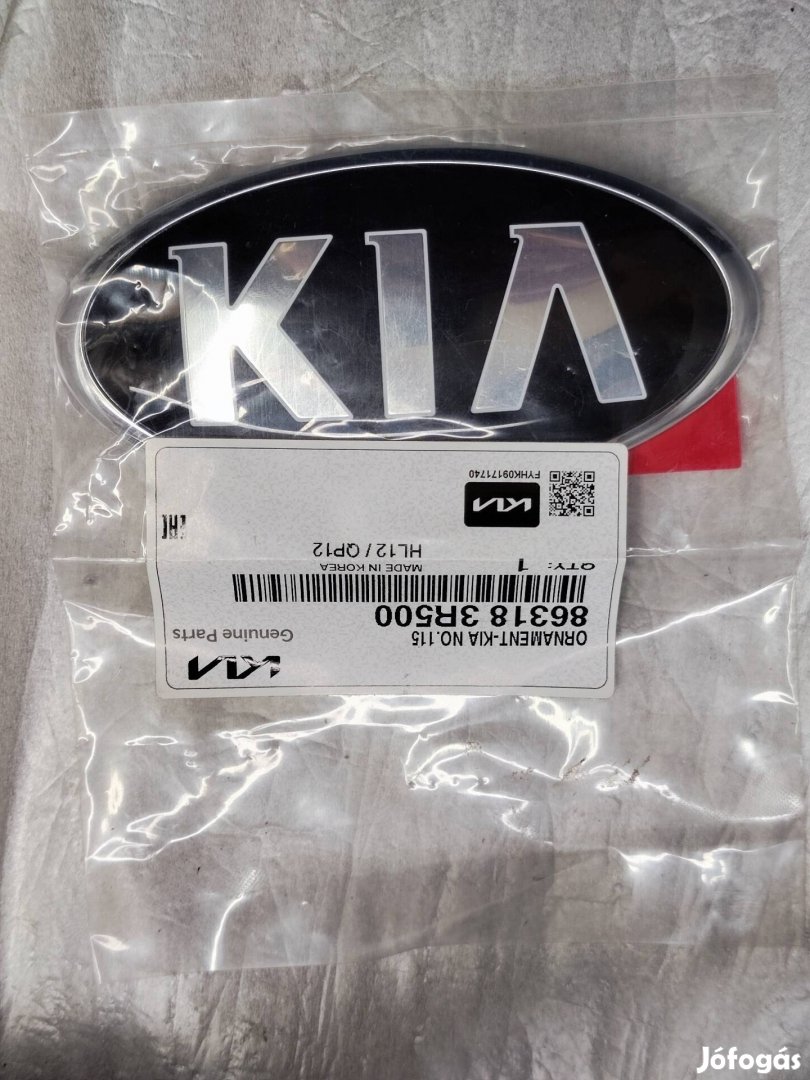 KIA
KIA
Genuine Parts
ORNAMENT-KIA NO.115
86318 3R500
QTY: 1
MADE IN KOREA
HL12 / QP12
EAC
KIA
FYHK09171740
Jófogás